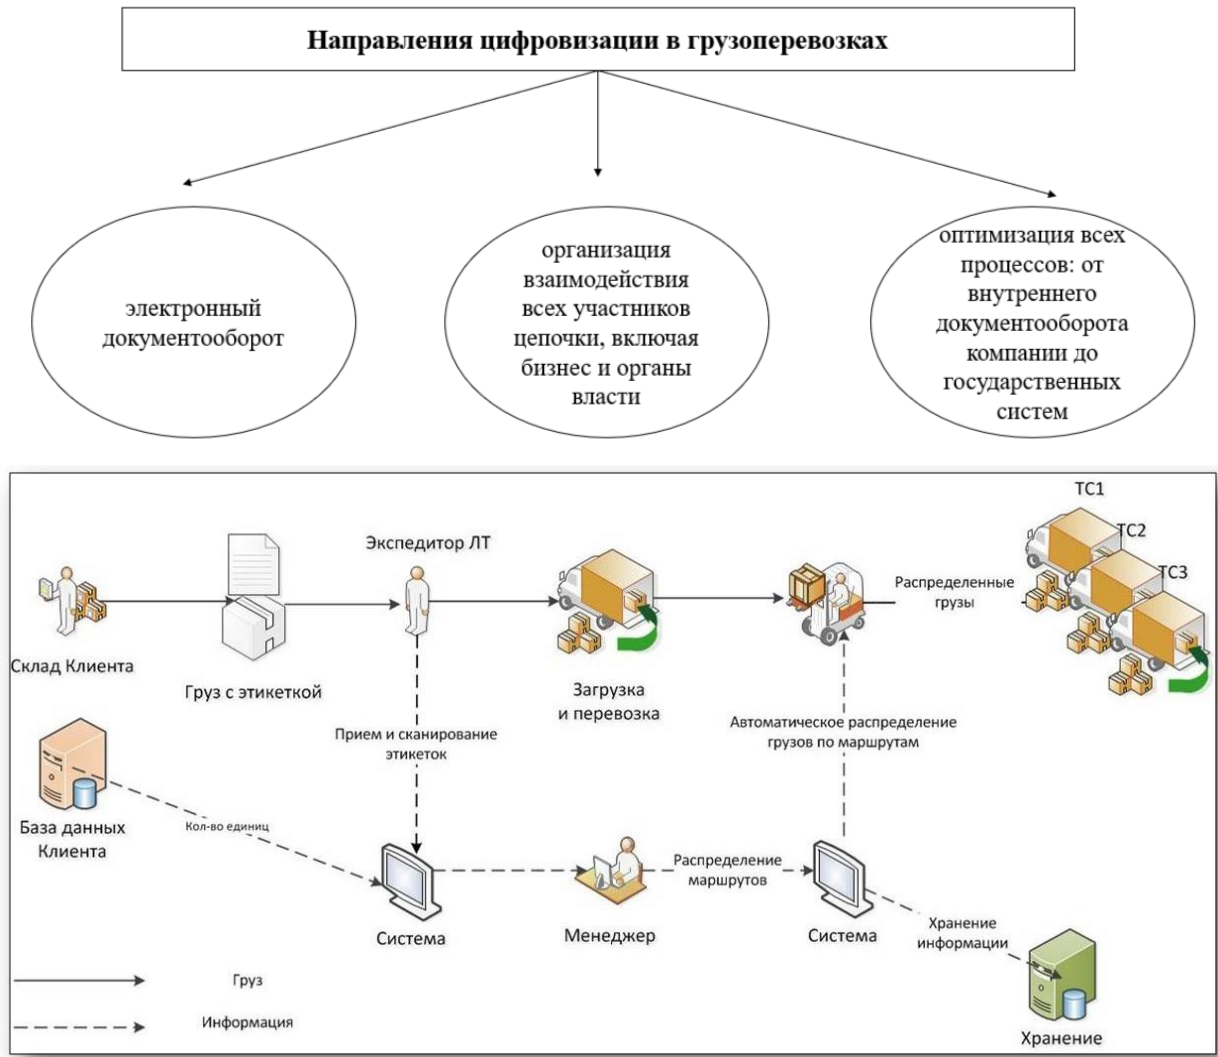 Направления цифровизации в грузоперевозках
электронный
документооборот
организация
взаимодействия
всех участников
цепочки, включая
бизнес и органы
власти
оптимизация всех
процессов: от
внутреннего
документооборота
компании до
государственных
систем
ТС1
ТС2
ТС3
Экспедитор ЛТ
Распределенные
грузы
Склад Клиента
Груз с этикеткой
Загрузка
и перевозка
Прием и сканирование
этикеток
Автоматическое распределение
грузов по маршрутам
База данных
Клиента
Кол-во единиц
Распределение
маршрутов
Система
Менеджер
Система
Хранение
информации
Груз
Информация
Хранение